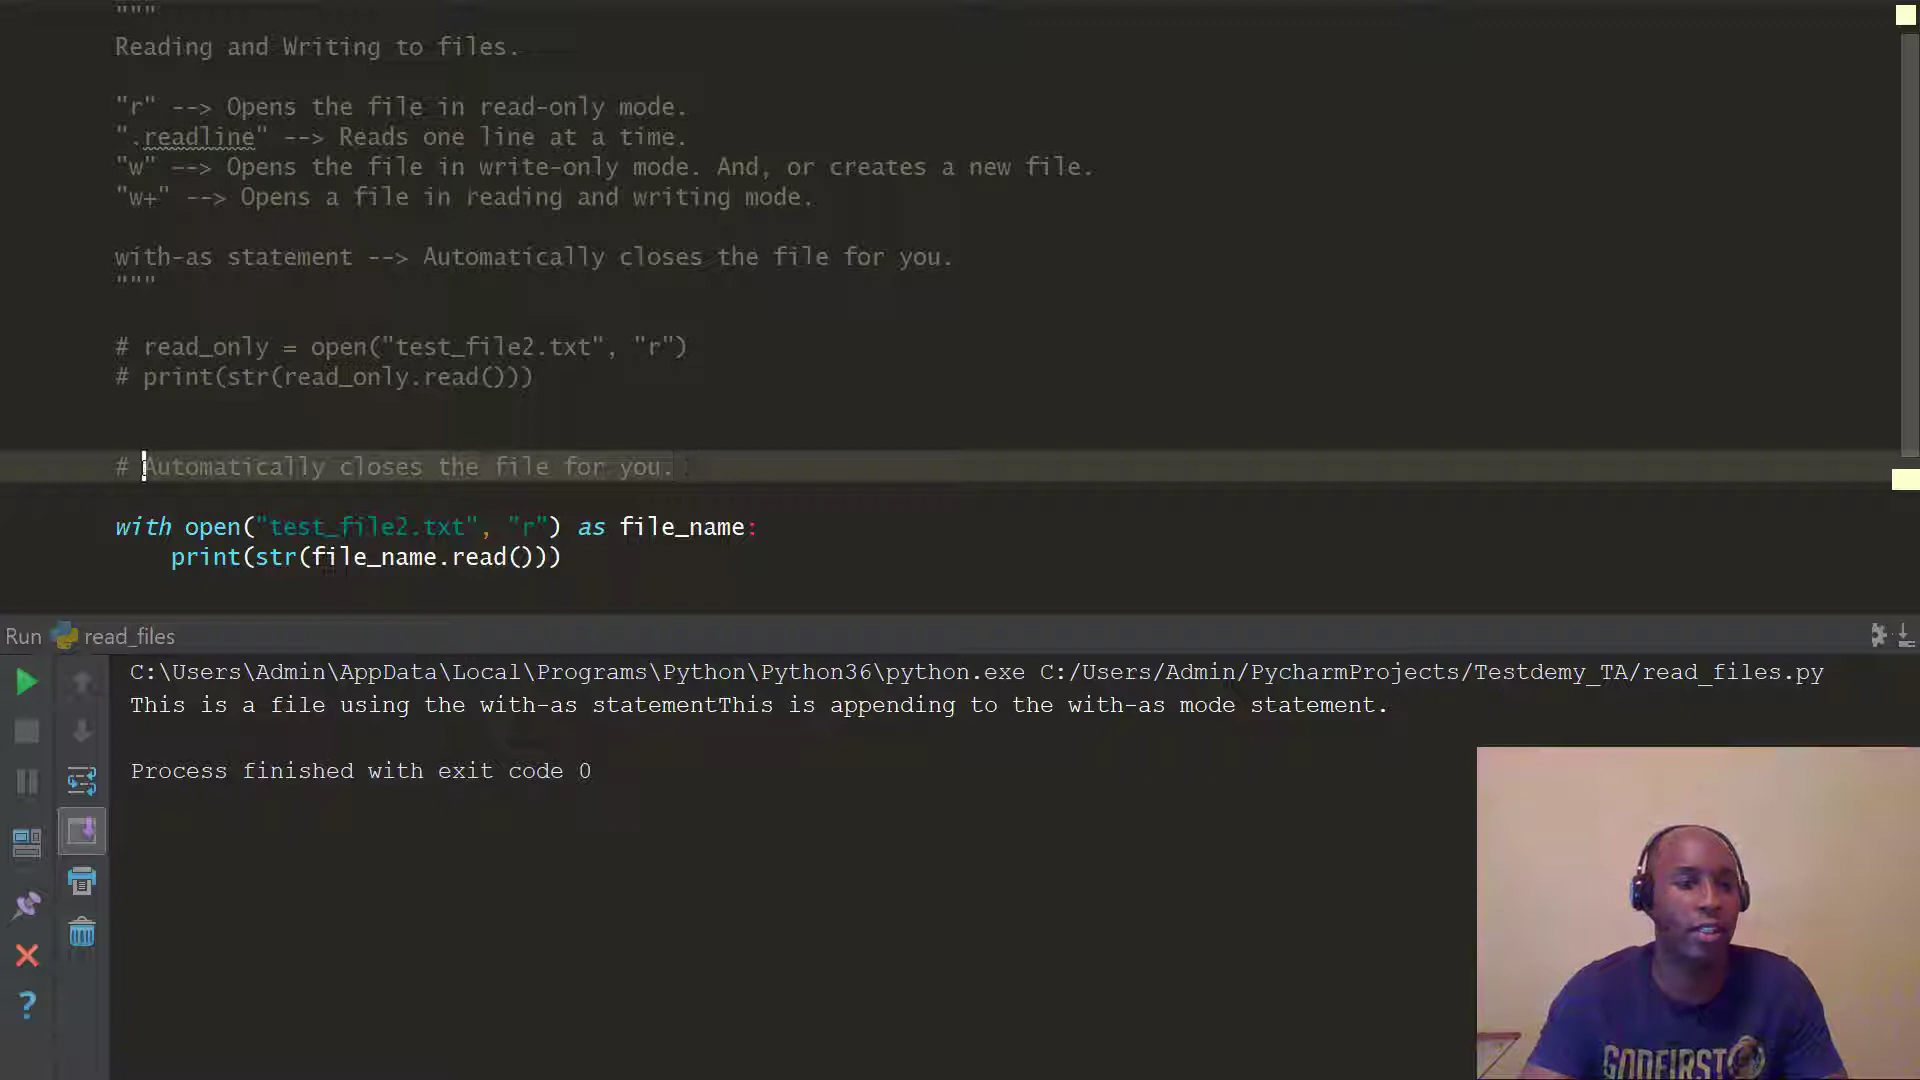 """
Reading and Writing to files.
"r" --> Opens the file in read-only mode.
".readline" --> Reads one line at a time.
"w" --> Opens the file in write-only mode. And, or creates a new file.
"w+" --> Opens a file in reading and writing mode.
with-as statement --> Automatically closes the file for you.
"""
# read_only = open("test_file2.txt", "r")
# print(str(read_only.read()))
# Automatically closes the file for you.
with open("test_file2.txt", "r") as file_name:
    print(str(file_name.read()))
Run read_files
C:\Users\Admin\AppData\Local\Programs\Python\Python36\python.exe C:/Users/Admin/PycharmProjects/Testdemy_TA/read_files.py
This is a file using the with-as statementThis is appending to the with-as mode statement.
Process finished with exit code 0
?
GODFIRST